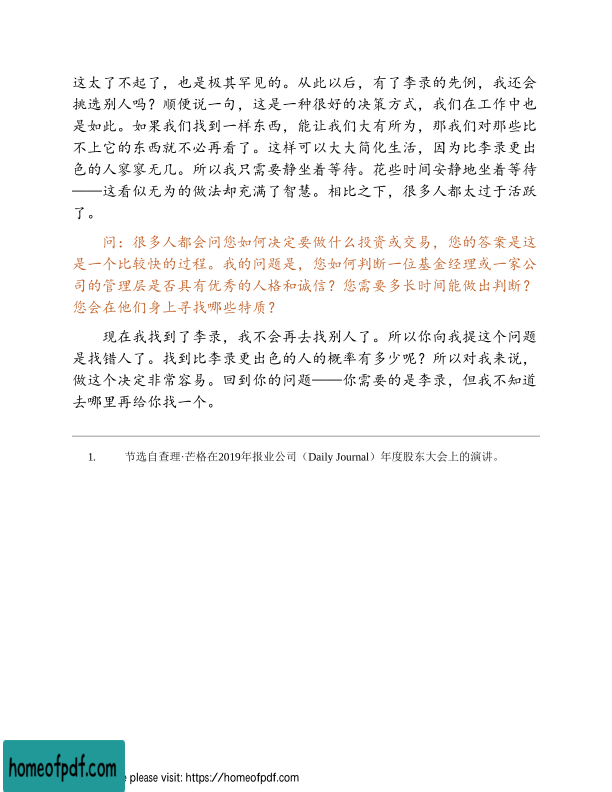 这太了不起了，也是极其罕见的。从此以后，有了李录的先例，我还会
挑选别人吗？顺便说一句，这是一种很好的决策方式，我们在工作中也
是如此。如果我们找到一样东西，能让我们大有所为，那我们对那些比
不上它的东西就不必再看了。这样可以大大简化生活，因为比李录更出
色的人寥寥无几。所以我只需要静坐着等待。花些时间安静地坐着等待
——这看似无为的做法却充满了智慧。相比之下，很多人都太过于活跃
了。
问：很多人都会问您如何决定要做什么投资或交易，您的答案是这
是一个比较快的过程。我的问题是，您如何判断一位基金经理或一家公
司的管理层是否具有优秀的人格和诚信？您需要多长时间能做出判断？
您会在他们身上寻找哪些特质？
现在我找到了李录，我不会再去找别人了。所以你向我提这个问题
是找错人了。找到比李录更出色的人的概率有多少呢？所以对我来说，
做这个决定非常容易。回到你的问题——你需要的是李录，但我不知道
去哪里再给你找一个。
1. 节选自查理·芒格在2019年报业公司（Daily Journal）年度股东大会上的演讲。
homeofpdf.com
please visit: https://homeofpdf.com